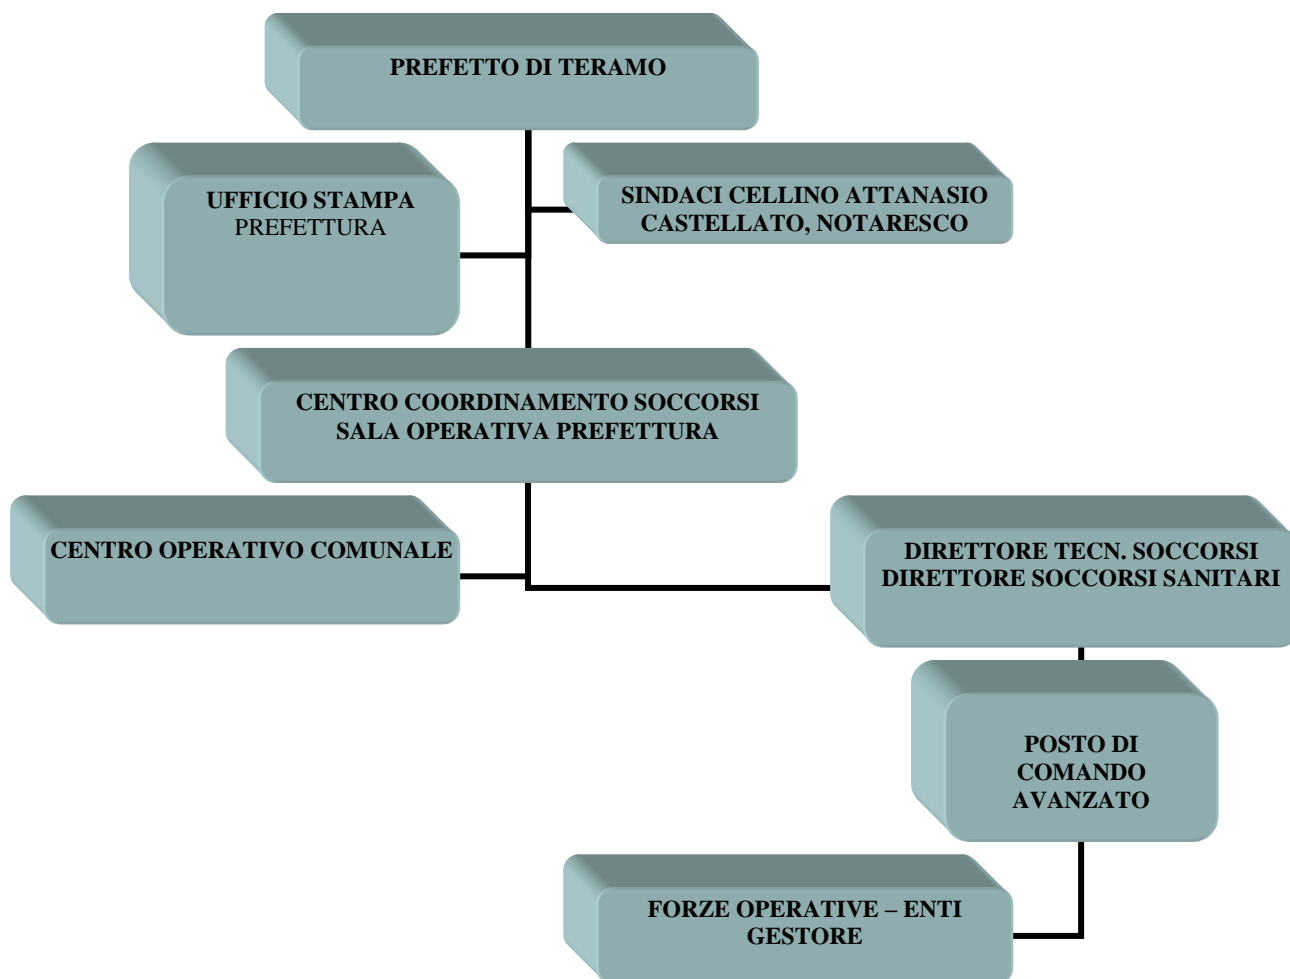 PREFETTO DI TERAMO
UFFICIO STAMPA
PREFETTURA
SINDACI CELLINO ATTANASIO
CASTELLATO, NOTARESCO
CENTRO COORDINAMENTO SOCCORSI
SALA OPERATIVA PREFETTURA
CENTRO OPERATIVO COMUNALE
DIRETTORE TECN. SOCCORSI
DIRETTORE SOCCORSI SANITARI
POSTO DI
COMANDO
AVANZATO
FORZE OPERATIVE – ENTI
GESTORE